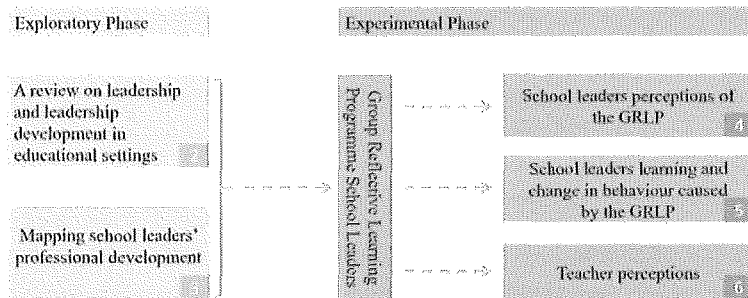 Exploratory Phase
Experimental Phase
A review on leadership
and leadership
development in
educational settings
2
Mapping school leaders'
professional development
Group Reflective Learning
Programme School Leaders
School leaders perceptions of
the GRLP
4
School leaders learning and
change in behaviour caused
by the GRLP
5
Teacher perceptions
6